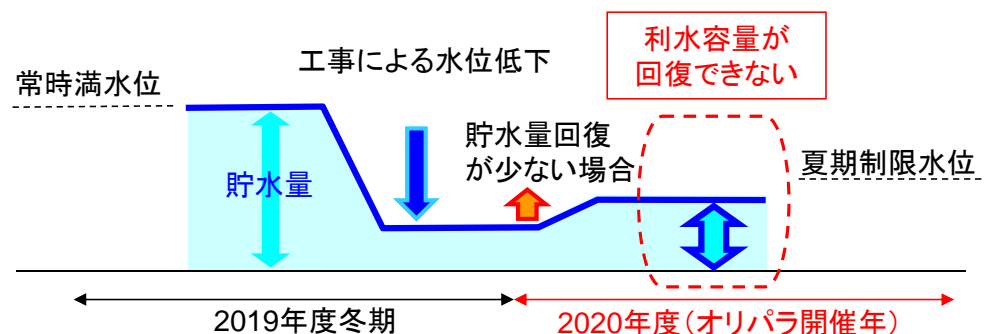 利水容量が
回復できない
工事による水位低下
常時満水位
貯水量回復
が少ない場合
夏期制限水位
貯水量
2019年度冬期
2020年度(オリパラ開催年)